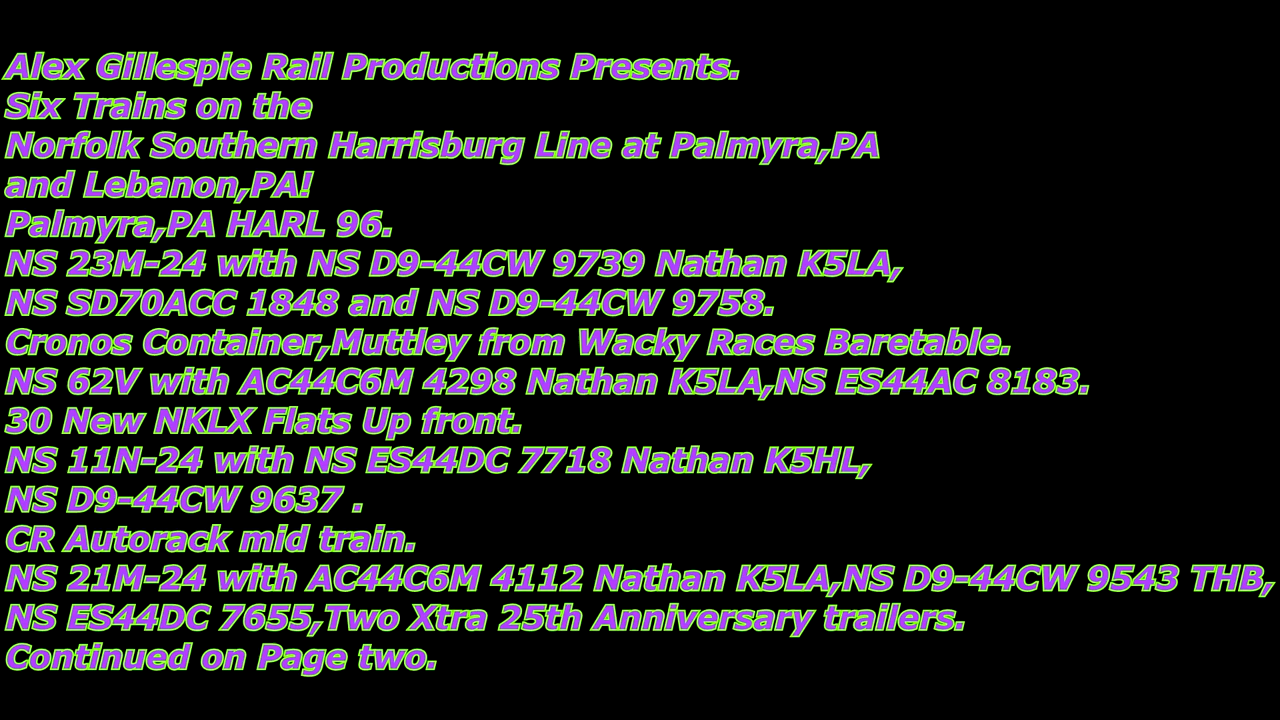 Alex Gillespie Rail Productions Presents.
Six Trains on the
Norfolk Southern Harrisburg Line at Palmyra,PA
and Lebanon,PA!
Palmyra,PA HARL 96.
NS 23M-24 with NS D9-44CW 9739 Nathan K5LA,
NS SD70ACC 1848 and NS D9-44CW 9758.
Cronos Container,Muttley from Wacky Races Baretable.
NS 62V with AC44C6M 4298 Nathan K5LA,NS ES44AC 8183.
30 New NKLX Flats Up front.
NS 11N-24 with NS ES44DC 7718 Nathan K5HL,
NS D9-44CW 9637 .
CR Autorack mid train.
NS 21M-24 with AC44C6M 4112 Nathan K5LA,NS D9-44CW 9543 THB,
NS ES44DC 7655,Two Xtra 25th Anniversary trailers.
Continued on Page two.